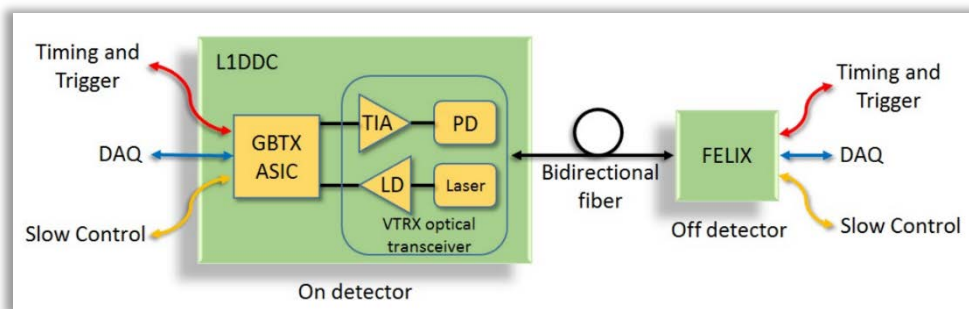 Timing and
Trigger
DAQ
Slow Control
L1DDC
GBTX
ASIC
TIA
PD
LD
Laser
VTRX optical
transceiver
On detector
Bidirectional
fiber
FELIX
Off detector
Timing and
Trigger
DAQ
Slow Control